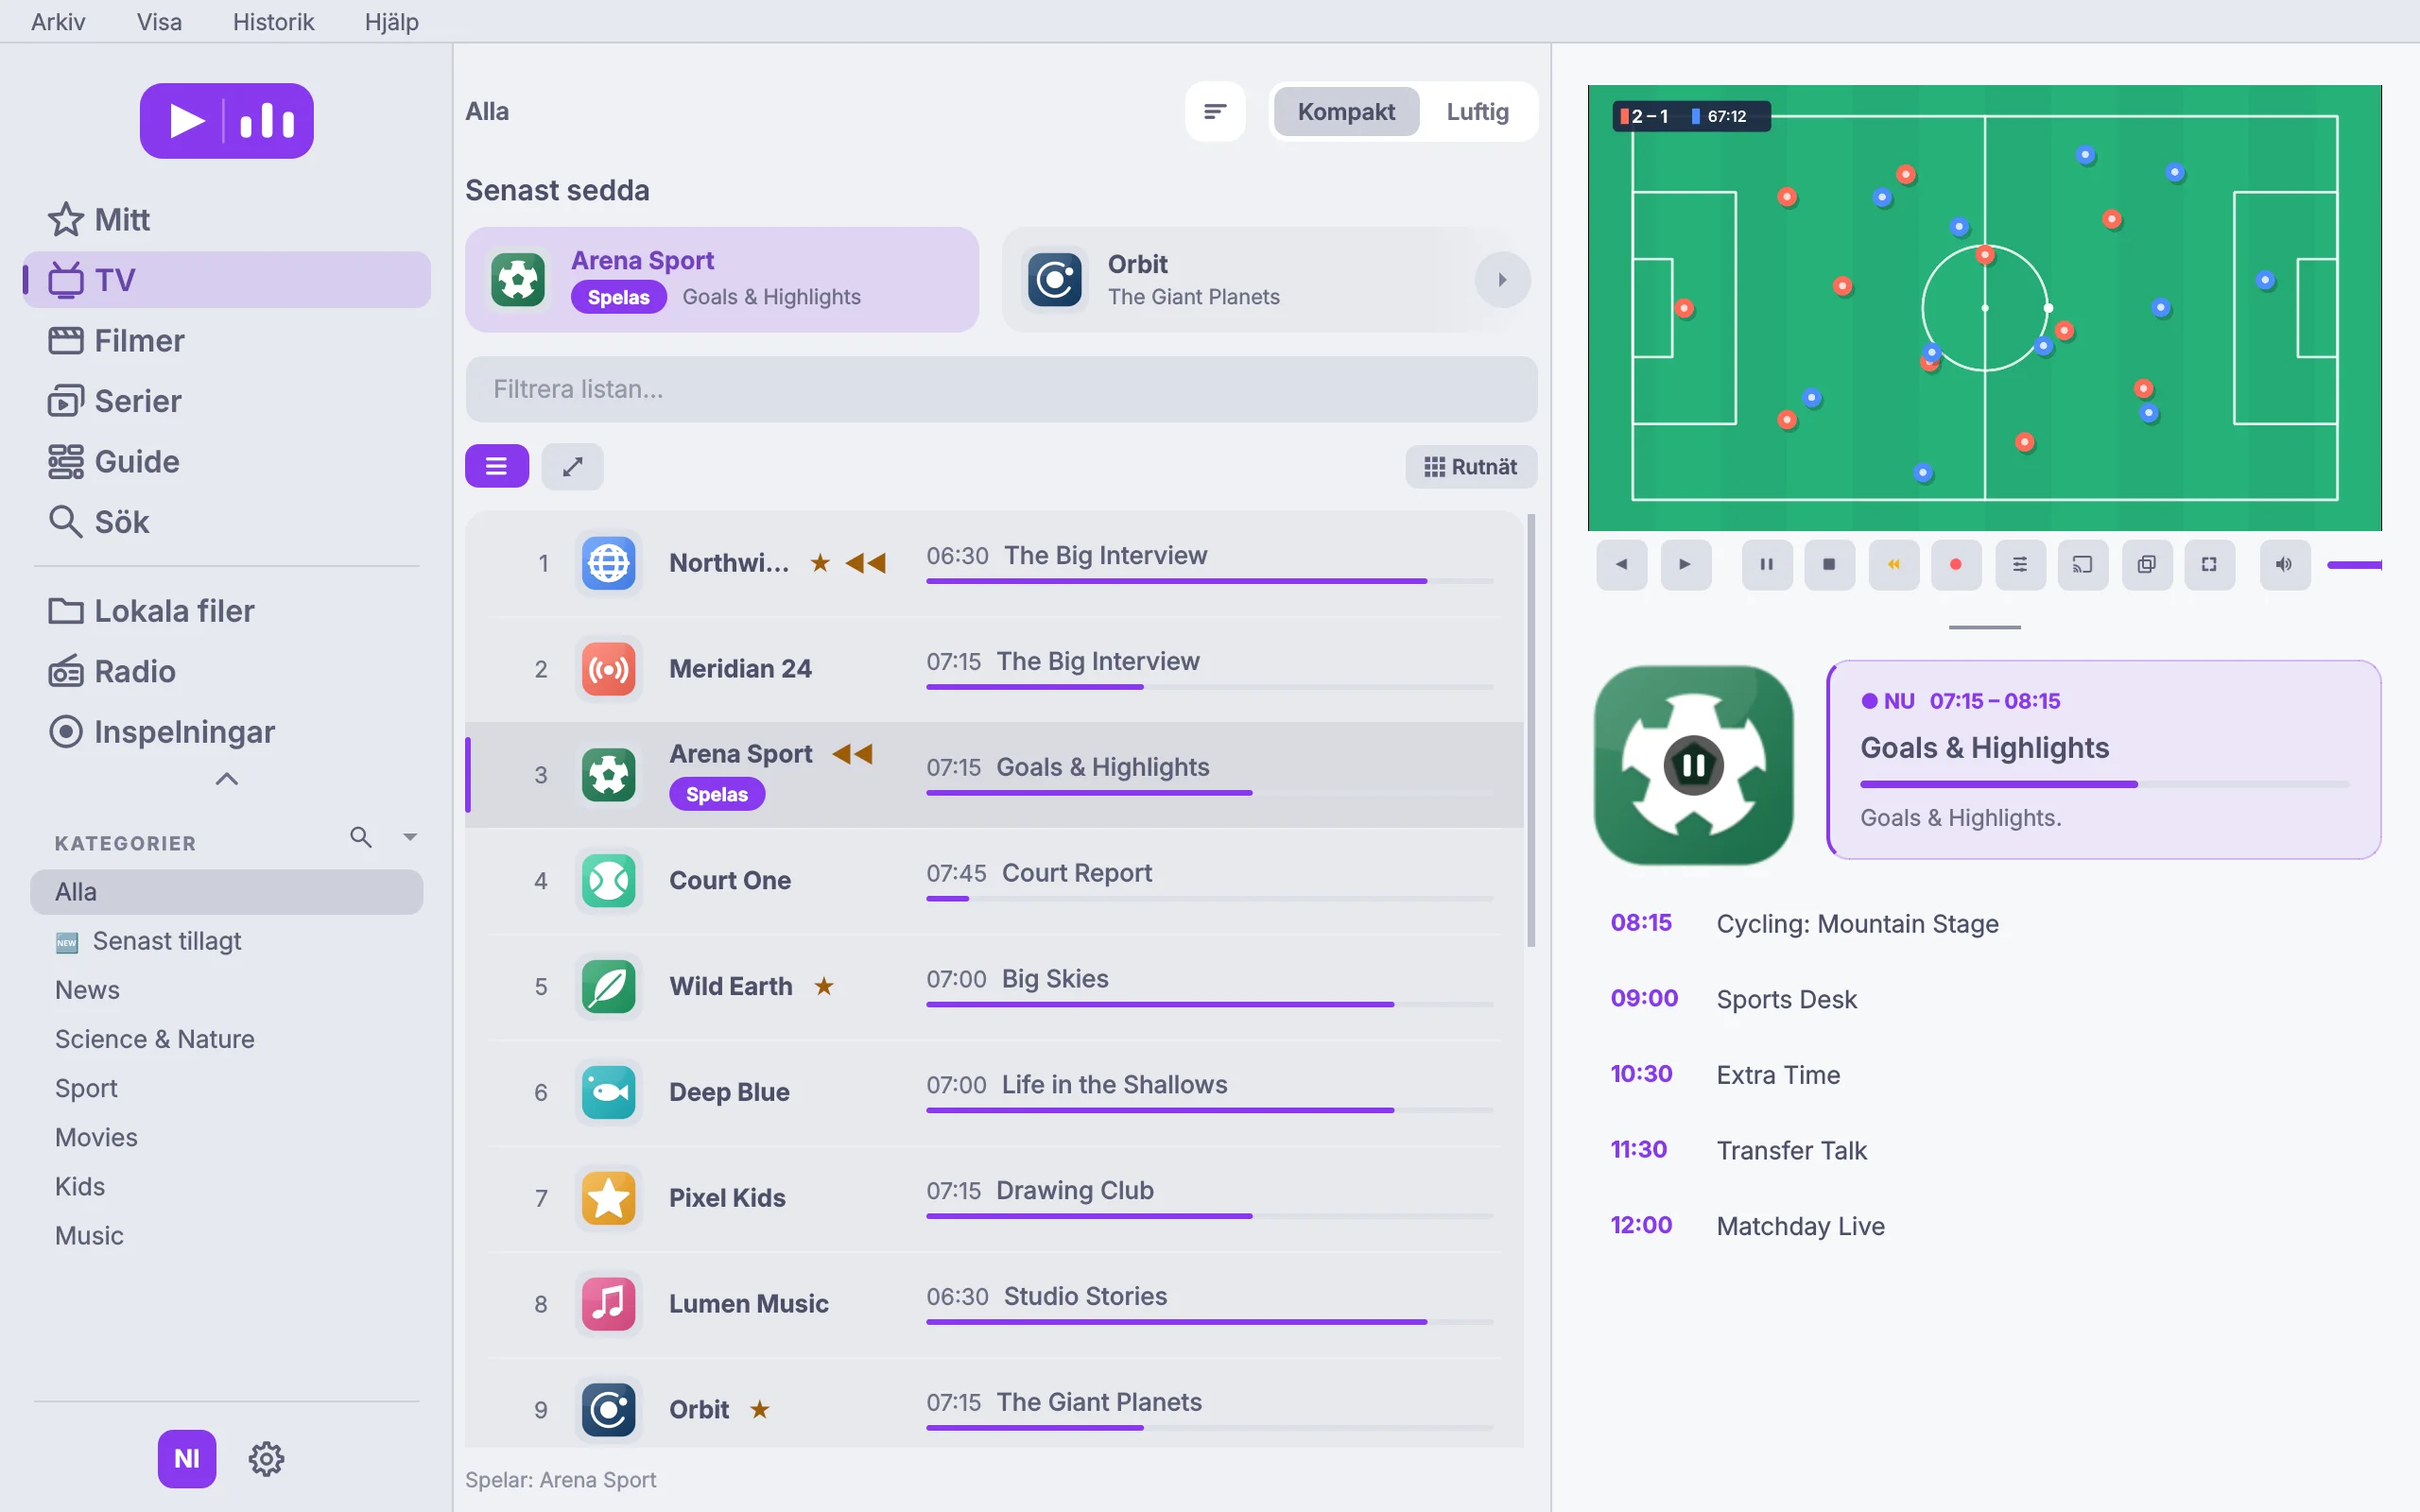 Arkiv Visa Historik Hjälp
Mitt
TV
Filmer
Serier
Guide
Sök
Lokala filer
Radio
Inspelningar
KATEGORIER
Alla
NEW Senast tillagt
News
Science & Nature
Sport
Movies
Kids
Music
NI
Alla
Kompakt Luftig
Senast sedda
Arena Sport
Spelas Goals & Highlights
Orbit
The Giant Planets
Filtrera listan...
Rutnät
1 Northwi... 06:30 The Big Interview
2 Meridian 24 07:15 The Big Interview
3 Arena Sport 07:15 Goals & Highlights
Spelas
4 Court One 07:45 Court Report
5 Wild Earth 07:00 Big Skies
6 Deep Blue 07:00 Life in the Shallows
7 Pixel Kids 07:15 Drawing Club
8 Lumen Music 06:30 Studio Stories
9 Orbit 07:15 The Giant Planets
Spelar: Arena Sport
2 – 1 67:12
NU 07:15 – 08:15
Goals & Highlights
Goals & Highlights.
08:15 Cycling: Mountain Stage
09:00 Sports Desk
10:30 Extra Time
11:30 Transfer Talk
12:00 Matchday Live